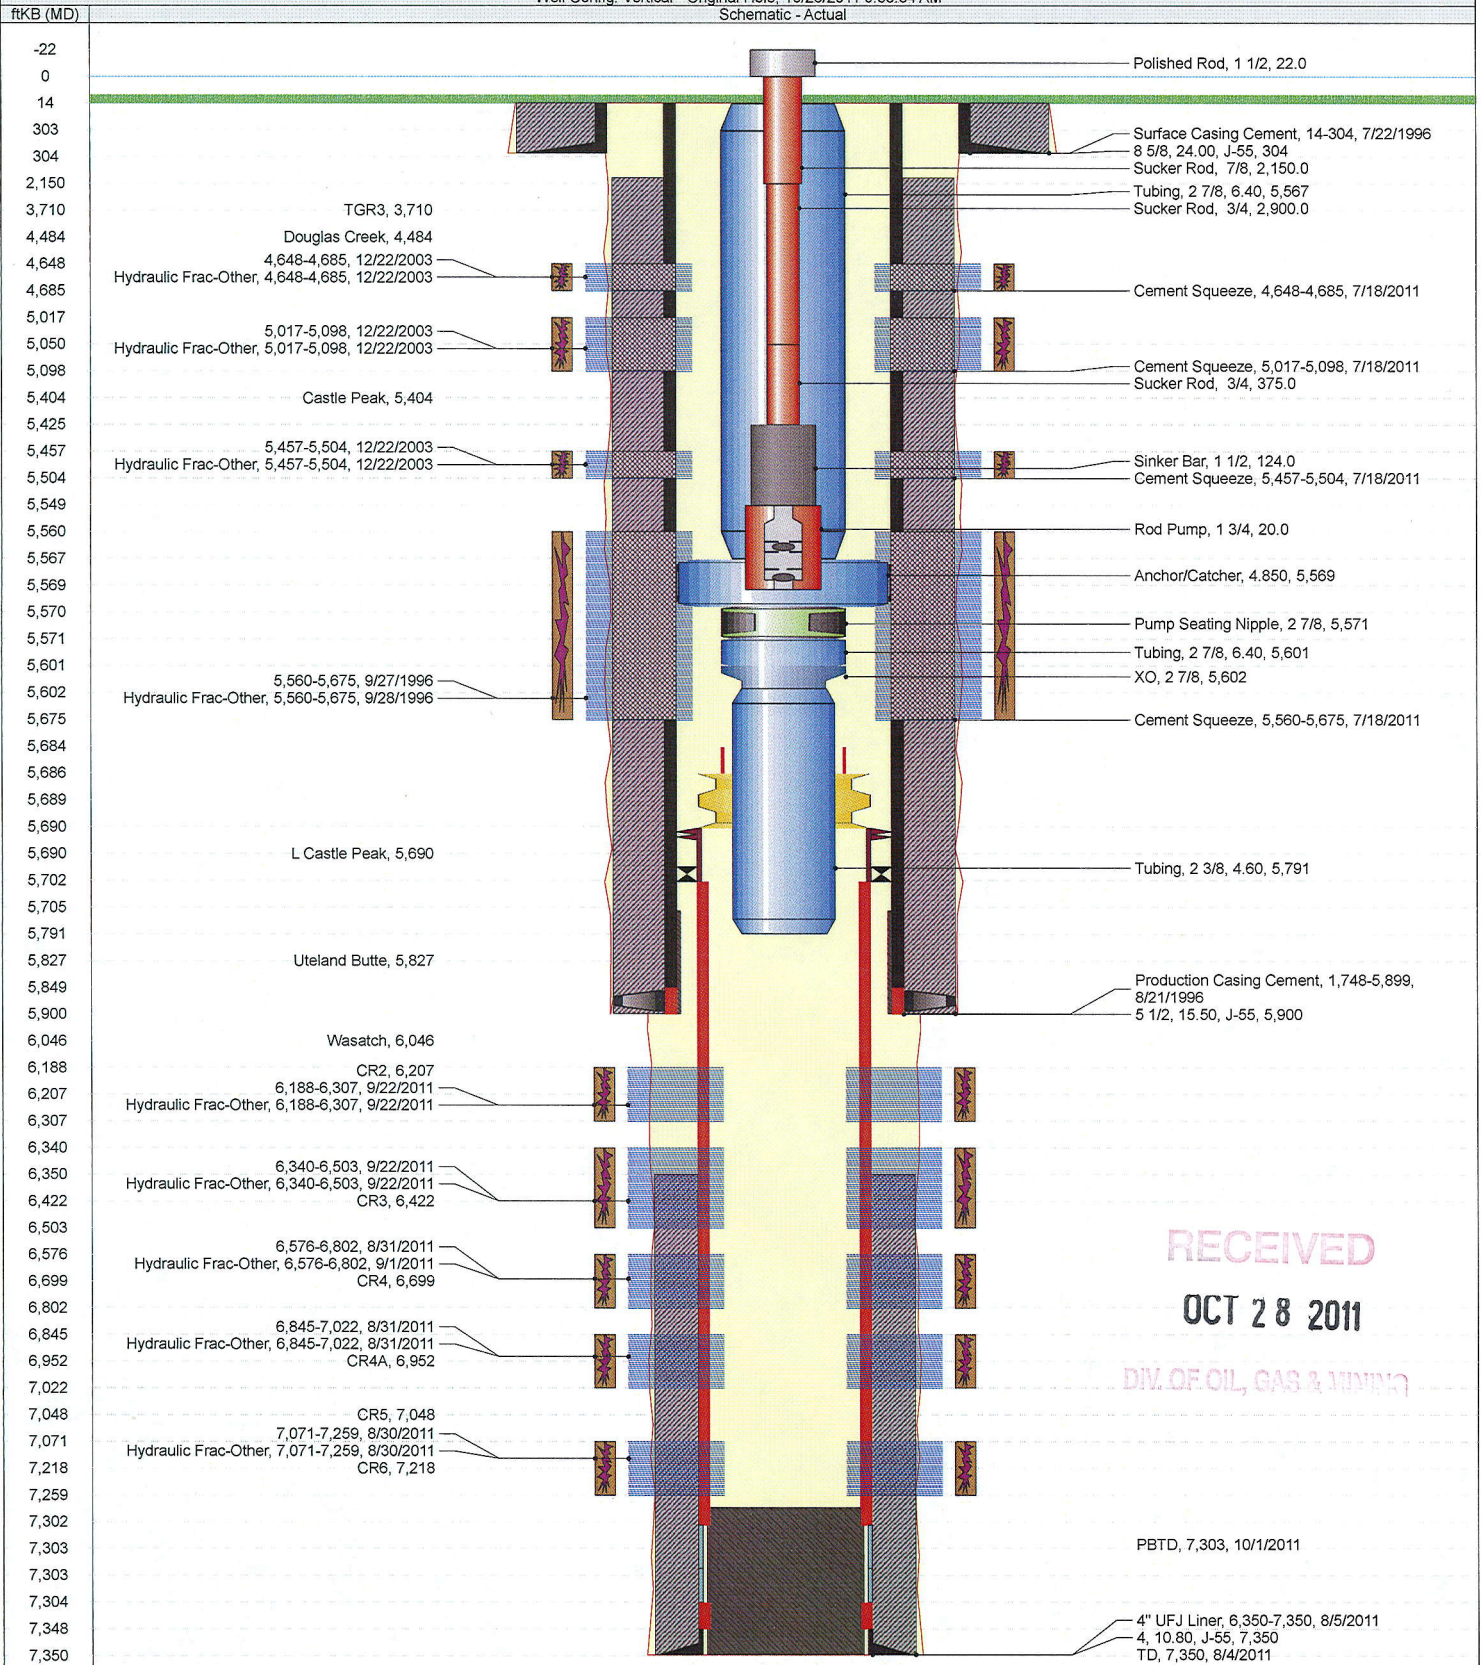 ftKB (MD)
Schematic - Actual
-22
0
14
303
304
2,150
3,710
4,484
4,648
4,685
5,017
5,050
5,098
5,404
5,425
5,457
5,504
5,549
5,560
5,567
5,569
5,570
5,571
5,601
5,602
5,675
5,684
5,686
5,689
5,690
5,690
5,702
5,705
5,791
5,827
5,849
5,900
6,046
6,188
6,207
6,307
6,340
6,350
6,422
6,503
6,576
6,699
6,802
6,845
6,952
7,022
7,048
7,071
7,218
7,259
7,302
7,303
7,303
7,304
7,348
7,350
TGR3, 3,710
Douglas Creek, 4,484
4,648-4,685, 12/22/2003
Hydraulic Frac-Other, 4,648-4,685, 12/22/2003
5,017-5,098, 12/22/2003
Hydraulic Frac-Other, 5,017-5,098, 12/22/2003
Castle Peak, 5,404
5,457-5,504, 12/22/2003
Hydraulic Frac-Other, 5,457-5,504, 12/22/2003
5,560-5,675, 9/27/1996
Hydraulic Frac-Other, 5,560-5,675, 9/28/1996
L Castle Peak, 5,690
Uteland Butte, 5,827
Wasatch, 6,046
CR2, 6,207
6,188-6,307, 9/22/2011
Hydraulic Frac-Other, 6,188-6,307, 9/22/2011
6,340-6,503, 9/22/2011
Hydraulic Frac-Other, 6,340-6,503, 9/22/2011
CR3, 6,422
6,576-6,802, 8/31/2011
Hydraulic Frac-Other, 6,576-6,802, 9/1/2011
CR4, 6,699
6,845-7,022, 8/31/2011
Hydraulic Frac-Other, 6,845-7,022, 8/31/2011
CR4A, 6,952
CR5, 7,048
7,071-7,259, 8/30/2011
Hydraulic Frac-Other, 7,071-7,259, 8/30/2011
CR6, 7,218
Polished Rod, 1 1/2, 22.0
Surface Casing Cement, 14-304, 7/22/1996
8 5/8, 24.00, J-55, 304
Sucker Rod, 7/8, 2,150.0
Tubing, 2 7/8, 6.40, 5,567
Sucker Rod, 3/4, 2,900.0
Cement Squeeze, 4,648-4,685, 7/18/2011
Cement Squeeze, 5,017-5,098, 7/18/2011
Sucker Rod, 3/4, 375.0
Sinker Bar, 1 1/2, 124.0
Cement Squeeze, 5,457-5,504, 7/18/2011
Rod Pump, 1 3/4, 20.0
Anchor/Catcher, 4.850, 5,569
Pump Seating Nipple, 2 7/8, 5,571
Tubing, 2 7/8, 6.40, 5,601
XO, 2 7/8, 5,602
Cement Squeeze, 5,560-5,675, 7/18/2011
Tubing, 2 3/8, 4.60, 5,791
Production Casing Cement, 1,748-5,899,
8/21/1996
5 1/2, 15.50, J-55, 5,900
RECEIVED
OCT 28 2011
DIV. OF OIL, GAS & MINING
PBTD, 7,303, 10/1/2011
4" UFJ Liner, 6,350-7,350, 8/5/2011
4, 10.80, J-55, 7,350
TD, 7,350, 8/4/2011